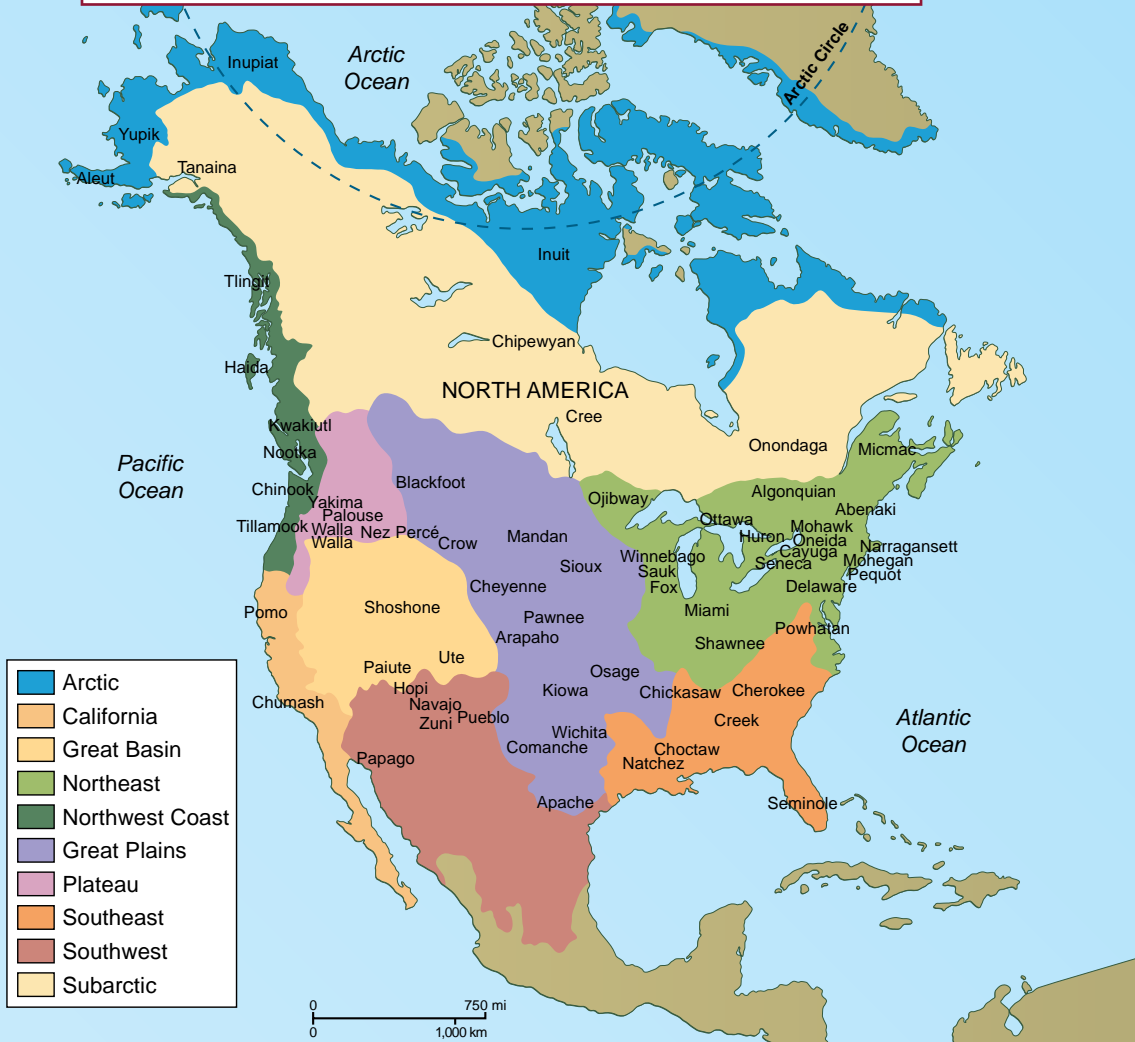 Arctic
Ocean
Arctic Circle
Inupiat
Yupik
Tanaina
Aleut
Inuit
Tlingit
Chipewyan
Haida
NORTH AMERICA
Cree
Kwakiutl
Onondaga
Micmac
Nootka
Pacific
Ocean
Blackfoot
Chinook
Ojibway
Algonquian
Yakima
Abenaki
Palouse
Ottawa
Tillamook
Walla
Walla
Nez Percé
Mohawk
Huron
Oneida
Crow
Mandan
Cayuga
Narragansett
Winnebago
Seneca
Mohegan
Sioux
Sauk
Pequot
Fox
Cheyenne
Delaware
Pomo
Shoshone
Miami
Pawnee
Powhatan
Arapaho
Shawnee
Ute
Paiute
Osage
Hopi
Kiowa
Chickasaw
Cherokee
Chumash
Navajo
Zuni
Pueblo
Creek
Atlantic
Ocean
Wichita
Comanche
Choctaw
Natchez
Papago
Apache
Seminole
Arctic
California
Great Basin
Northeast
Northwest Coast
Great Plains
Plateau
Southeast
Southwest
Subarctic
0 750 mi
0 1,000 km